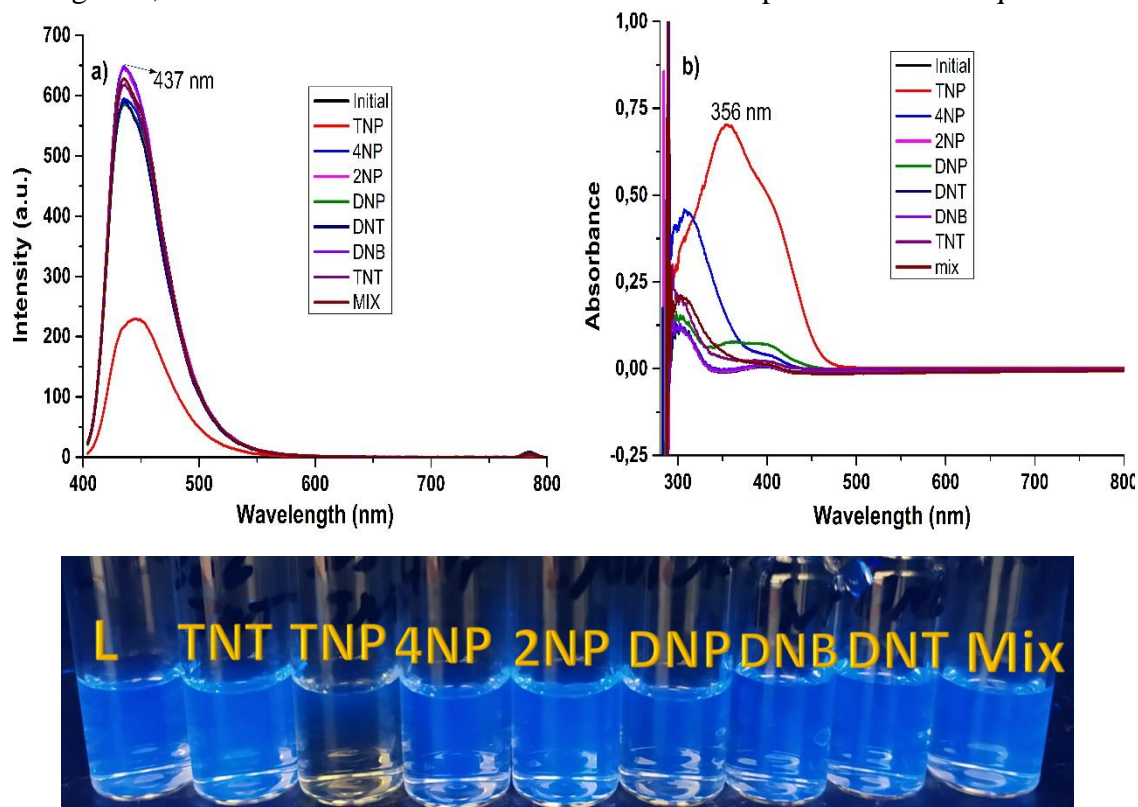 a)
437 nm
Initial
TNP
4NP
2NP
DNP
DNT
DNB
TNT
MIX
700
600
500
400
300
200
100
0
400
500
600
700
800
Intensity (a.u.)
Wavelength (nm)
b)
356 nm
Initial
TNP
4NP
2NP
DNP
DNT
DNB
TNT
mix
1,00
0,75
0,50
0,25
0,00
-0,25
300
400
500
600
700
800
Absorbance
Wavelength (nm)
L TNT TNP 4NP 2NP DNP DNB DNT Mix